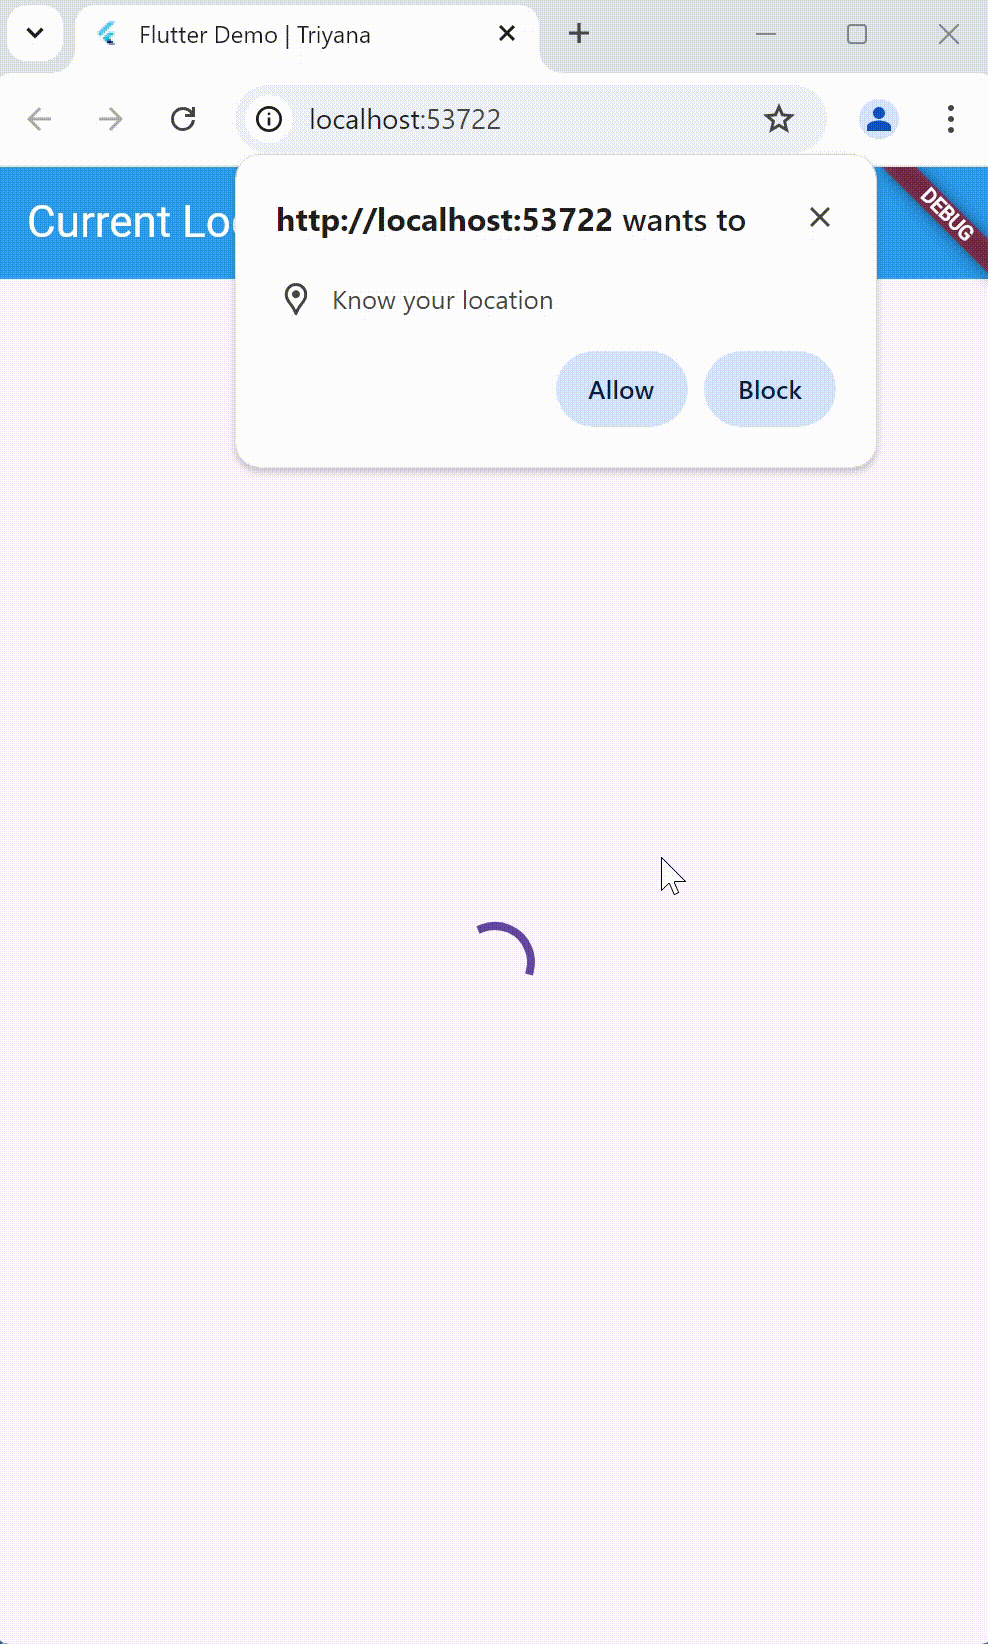 Flutter Demo | Triyana
localhost:53722
Current Lo
DEBUG
http://localhost:53722 wants to
Know your location
Allow
Block